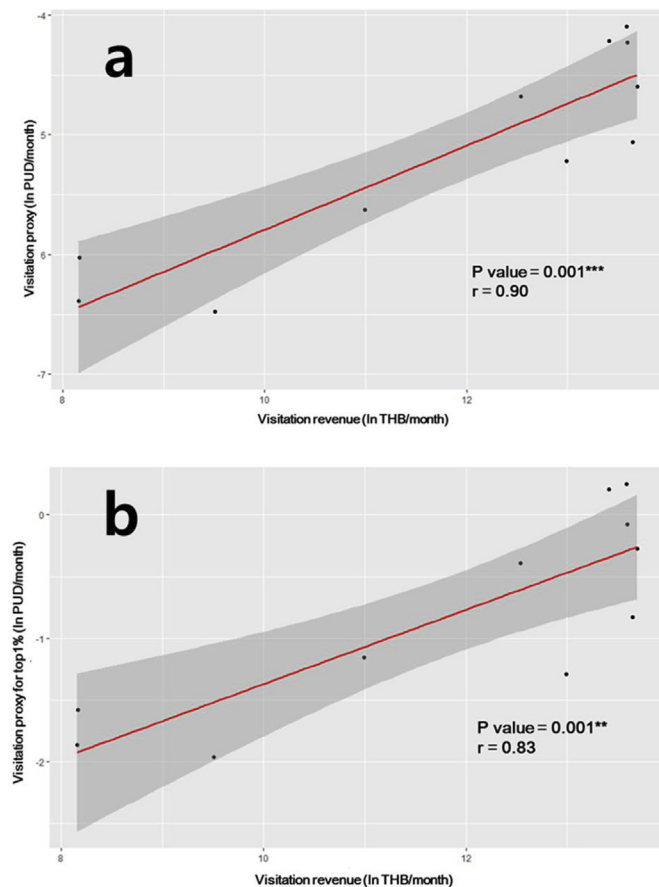 a
Visitation proxy (ln PUD/month)
-4
-5
-6
-7
P value = 0.001***
r = 0.90
8
10
12
Visitation revenue (ln THB/month)
b
Visitation proxy for top1% (ln PUD/month)
0
-1
-2
P value = 0.001**
r = 0.83
8
10
12
Visitation revenue (ln THB/month)